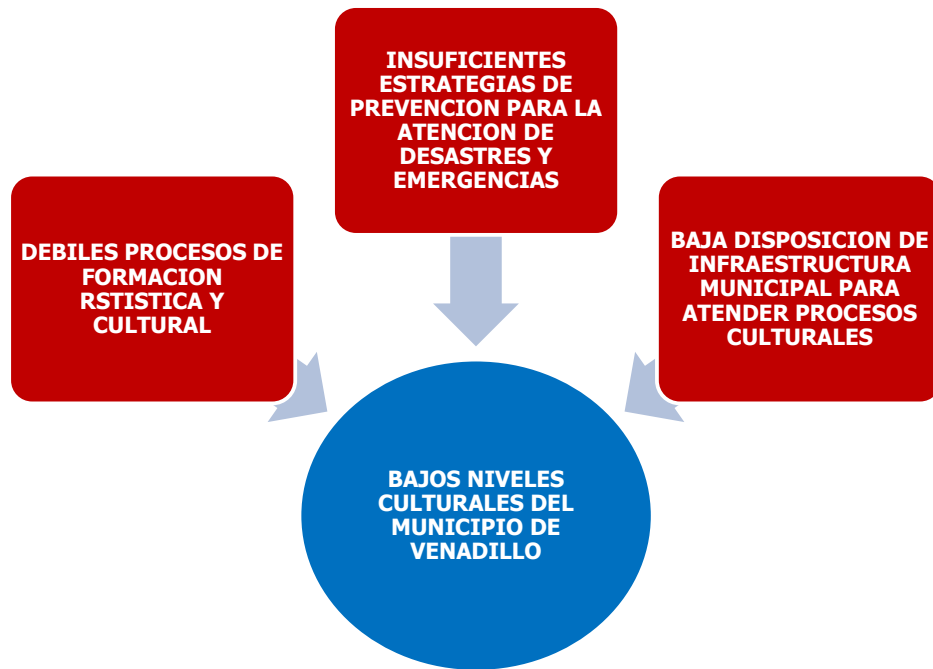 INSUFICIENTES
ESTRATEGIAS DE
PREVENCION PARA LA
ATENCION DE
DESASTRES Y
EMERGENCIAS
DEBILES PROCESOS DE
FORMACION
RSTISTICA Y
CULTURAL
BAJA DISPOSICION DE
INFRAESTRUCTURA
MUNICIPAL PARA
ATENDER PROCESOS
CULTURALES
BAJOS NIVELES
CULTURALES DEL
MUNICIPIO DE
VENADILLO